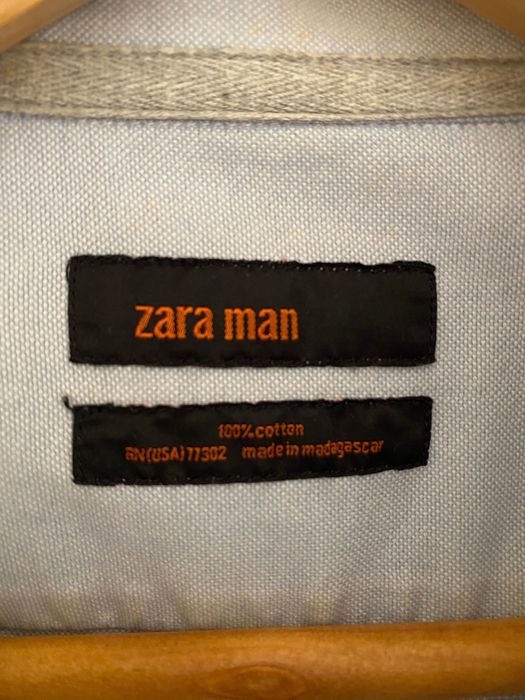 zara man
100% cotton
RN(USA)77302 made in madagascar